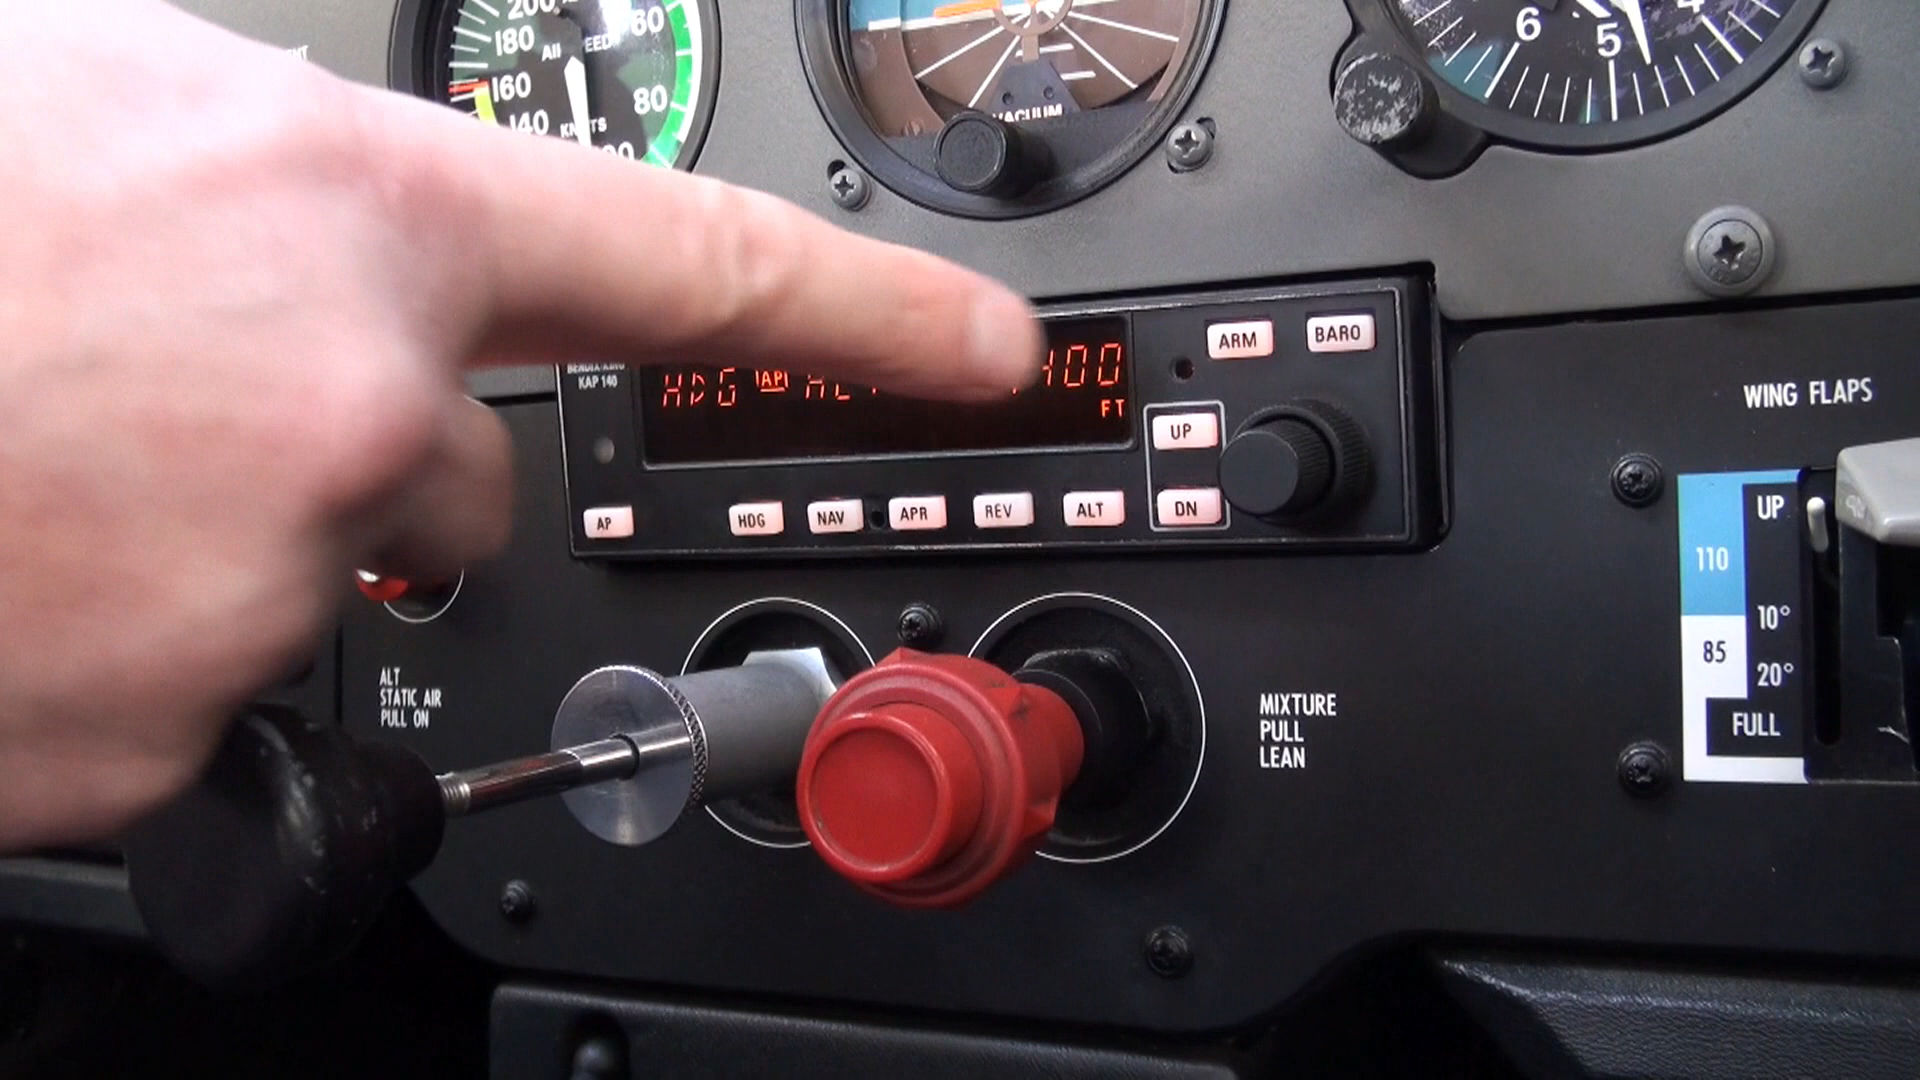 200
180
160
140
60
80
KNOTS
VACUUM
6
5
4
BENDIX/KING
KAP 140
HDG AP AL
400
FT
ARM
BARO
UP
DN
AP
HDG
NAV
APR
REV
ALT
WING FLAPS
UP
110
10°
85
20°
FULL
ALT
STATIC AIR
PULL ON
MIXTURE
PULL
LEAN